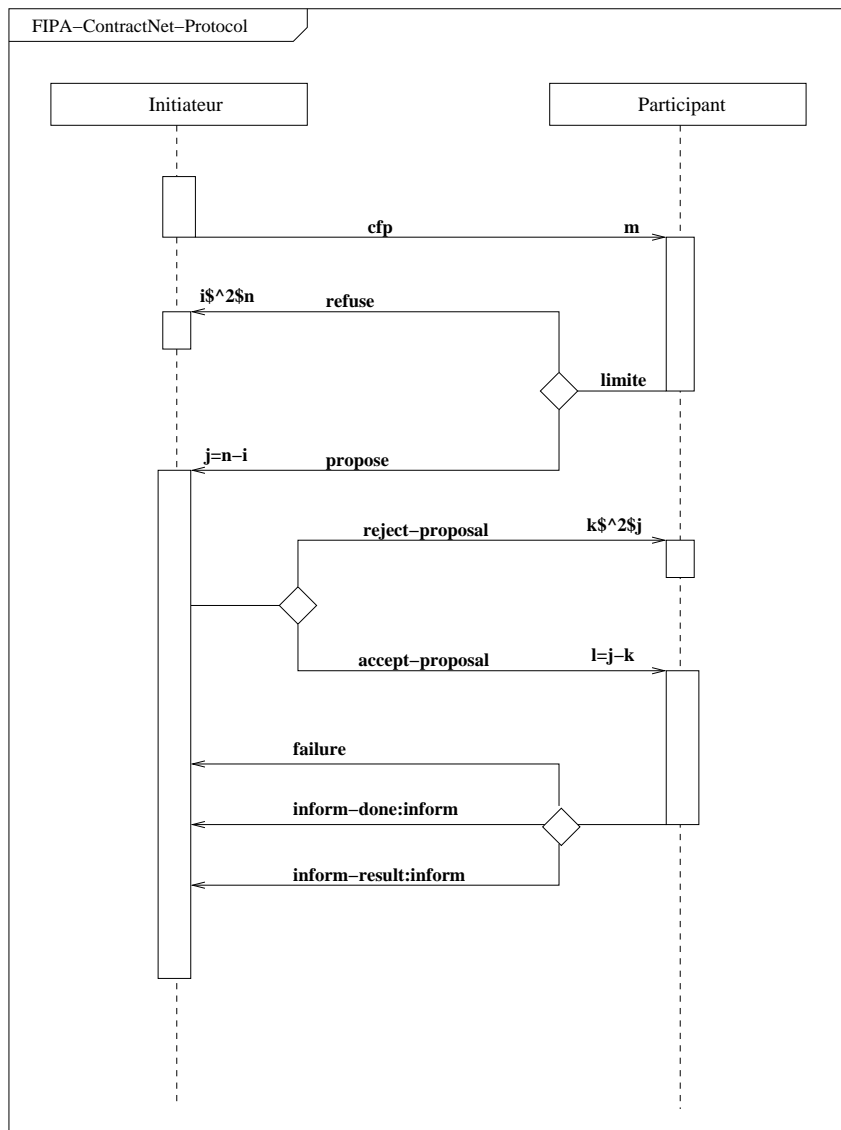 FIPA−ContractNet−Protocol
Initiateur
Participant
cfp
m
i$^2$n
refuse
limite
j=n−i
propose
reject−proposal
k$^2$j
accept−proposal
l=j−k
failure
inform−done:inform
inform−result:inform